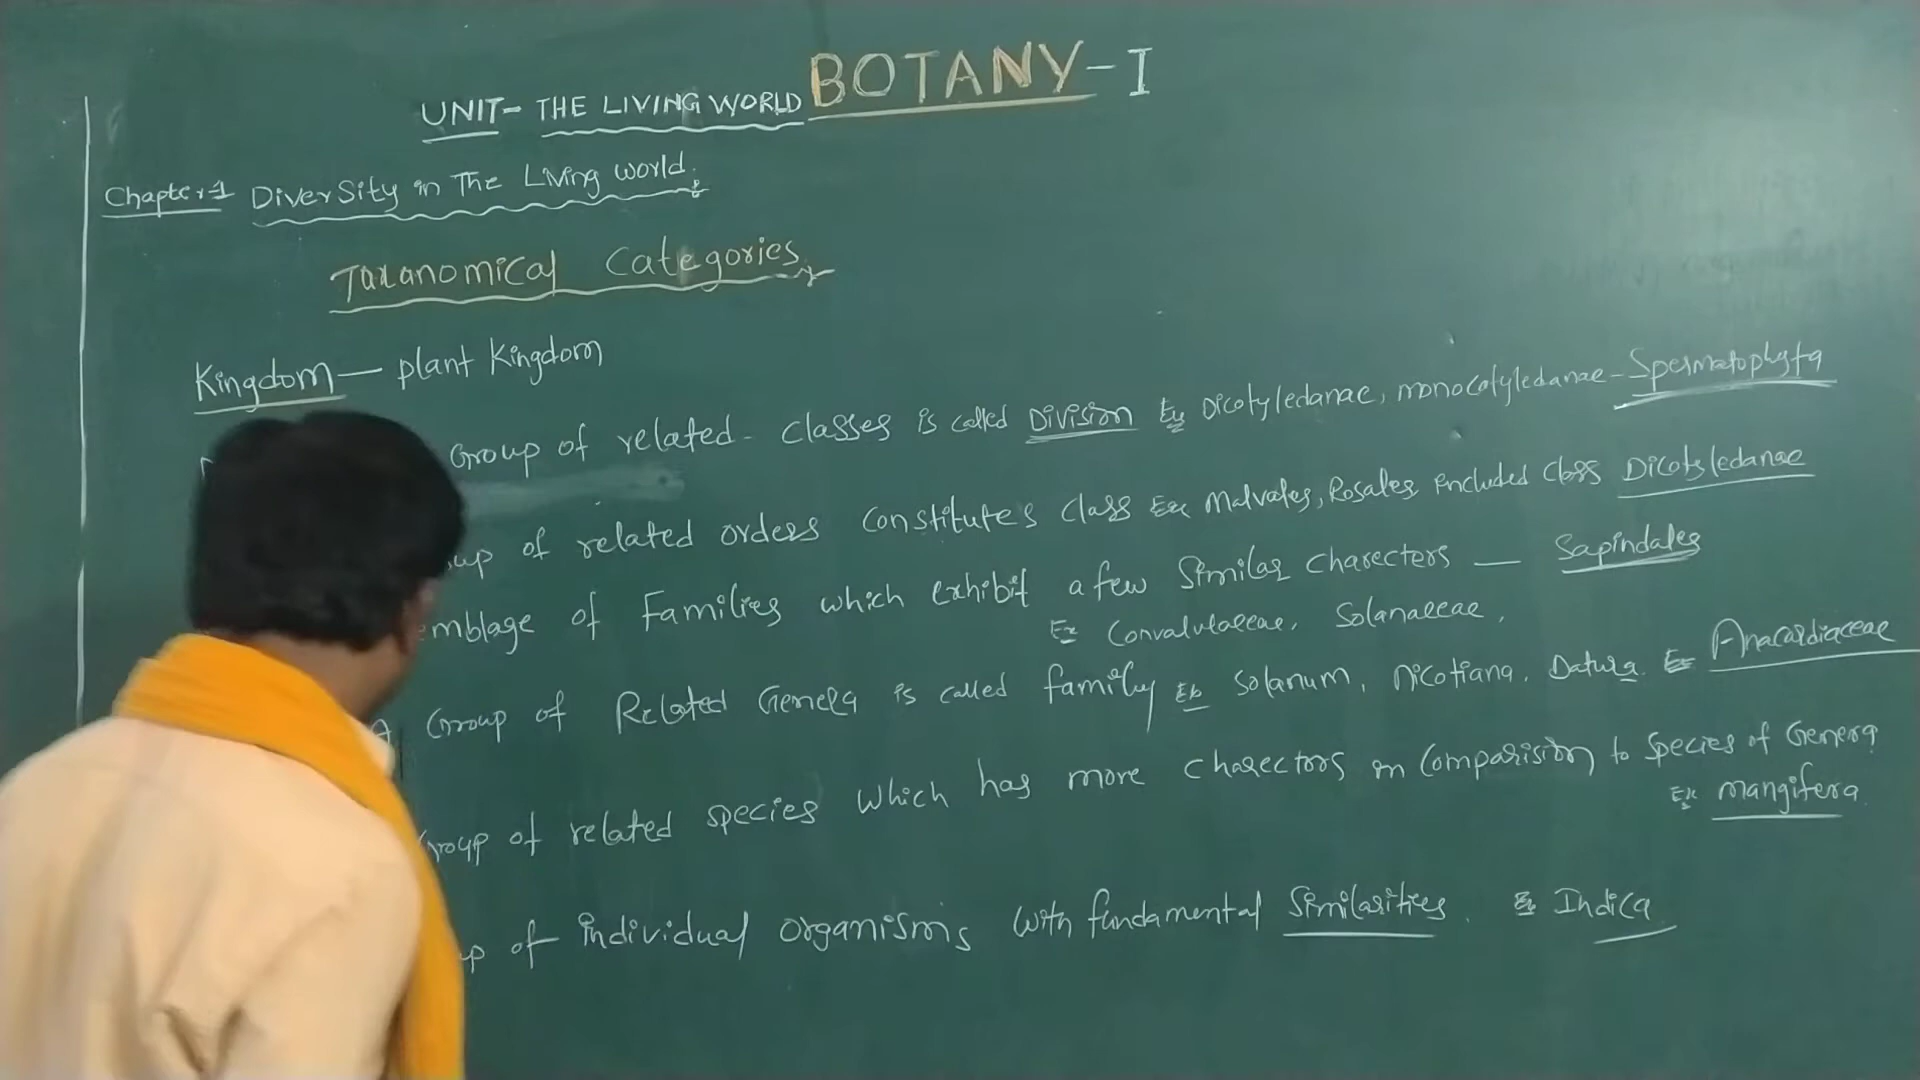 BOTANY-I
UNIT- THE LIVING WORLD
Chapter-1 Diversity in The Living world.
Taxanomical Categories
Kingdom — plant Kingdom
Group of related - classes is called Division Ex Dicotyledanae, monocotyledanae - Spermatophyta
of related orders Constitutes class Ex Malvales, Rosales included class Dicotyledanae
emblage of Families which exhibit a few Similar Charecters — Sapindales
Ex Convalvulaceae, Solanaceae,
A Group of Related Genera is called family Ex Solanum, Nicotiana, Datura. Ex Anacardiaceae
Group of related species which has more charectors in Comparision to Species of Genera
Ex mangifera
of individual organisms with fundamental Similarities. Ex Indica